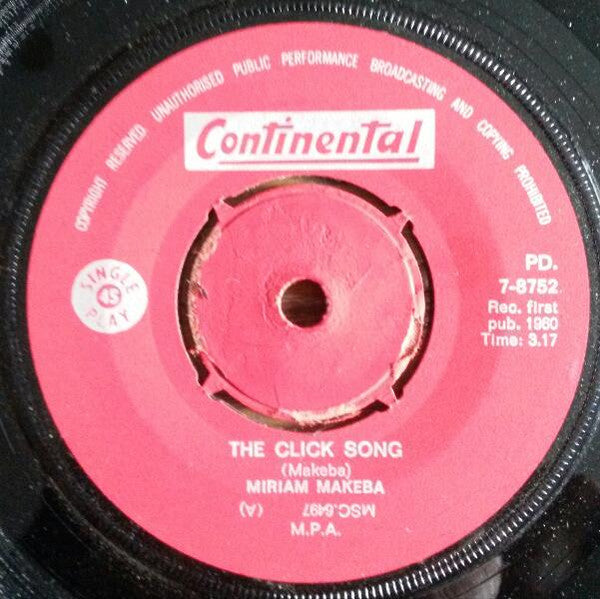 COPYRIGHT RESERVED UNAUTHORISED PUBLIC PERFORMANCE BROADCASTING AND COPYING PROHIBITED
Continental
SINGLE
45
PLAY
PD.
7-8752
Rec. first
pub. 1960
Time: 3.17
THE CLICK SONG
(Makeba)
MIRIAM MAKEBA
MSC.6497 (A)
M.P.A.